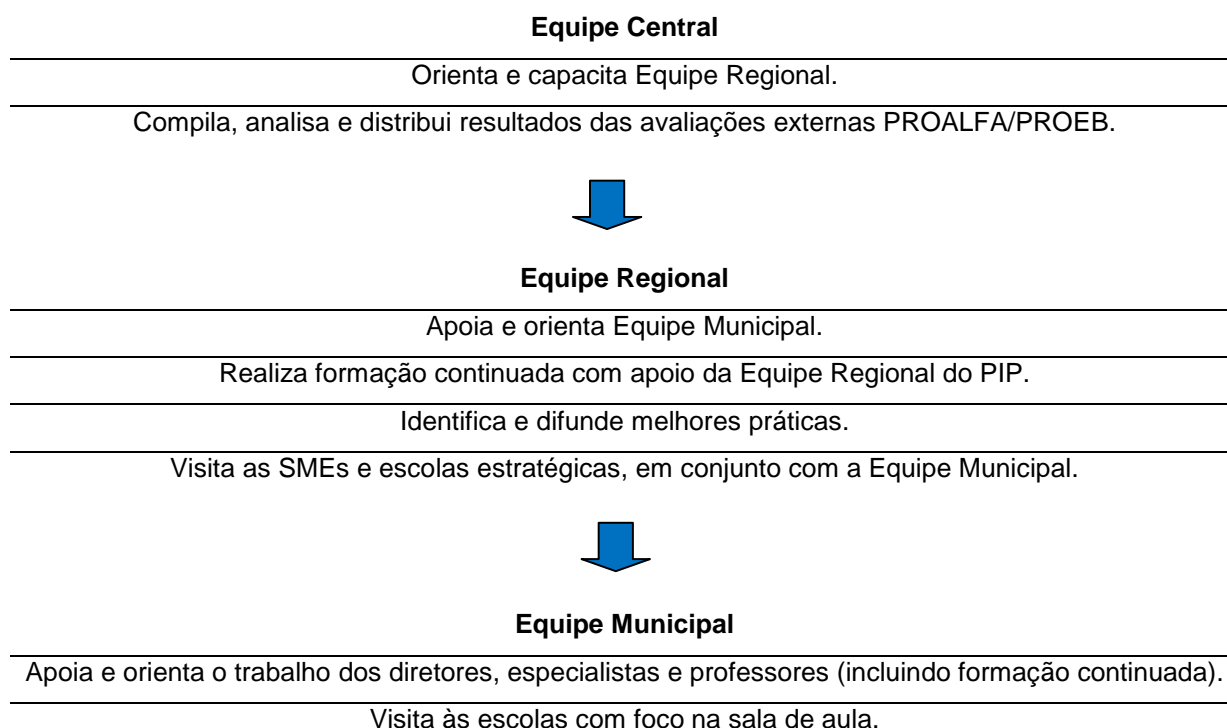 Equipe Central
Orienta e capacita Equipe Regional.
Compila, analisa e distribui resultados das avaliações externas PROALFA/PROEB.
Equipe Regional
Apoia e orienta Equipe Municipal.
Realiza formação continuada com apoio da Equipe Regional do PIP.
Identifica e difunde melhores práticas.
Visita as SMEs e escolas estratégicas, em conjunto com a Equipe Municipal.
Equipe Municipal
Apoia e orienta o trabalho dos diretores, especialistas e professores (incluindo formação continuada).
Visita às escolas com foco na sala de aula.